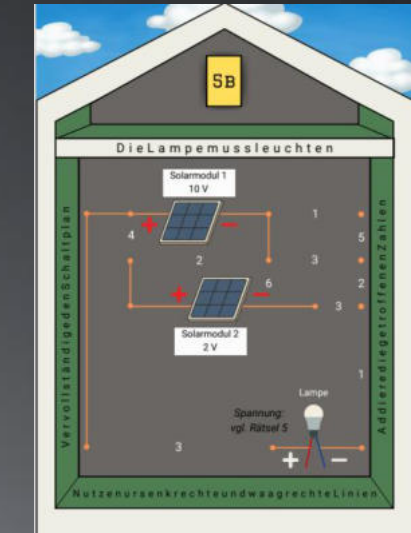 5B
DieLampemussleuchten
VervollständigedenSchaltplan
AddierediegetroffenenZahlen
Solarmodul 1
10 V
+ −
1
4
5
2
3
6
2
+ −
3
Solarmodul 2
2 V
1
Lampe
Spannung:
vgl. Rätsel 5
3
+ −
NutzenursenkrechteundwaagrechteLinien